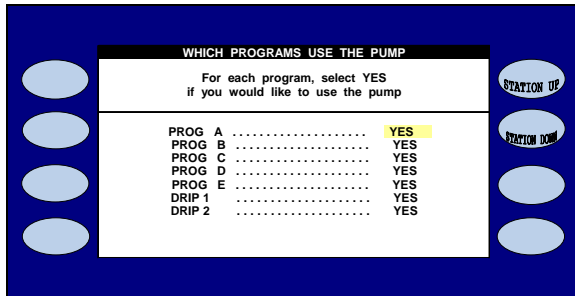 WHICH PROGRAMS USE THE PUMP
For each program, select YES
if you would like to use the pump
STATION UP
STATION DOWN
PROG A .................... YES
PROG B .................... YES
PROG C .................... YES
PROG D .................... YES
PROG E .................... YES
DRIP 1 .................... YES
DRIP 2 .................... YES